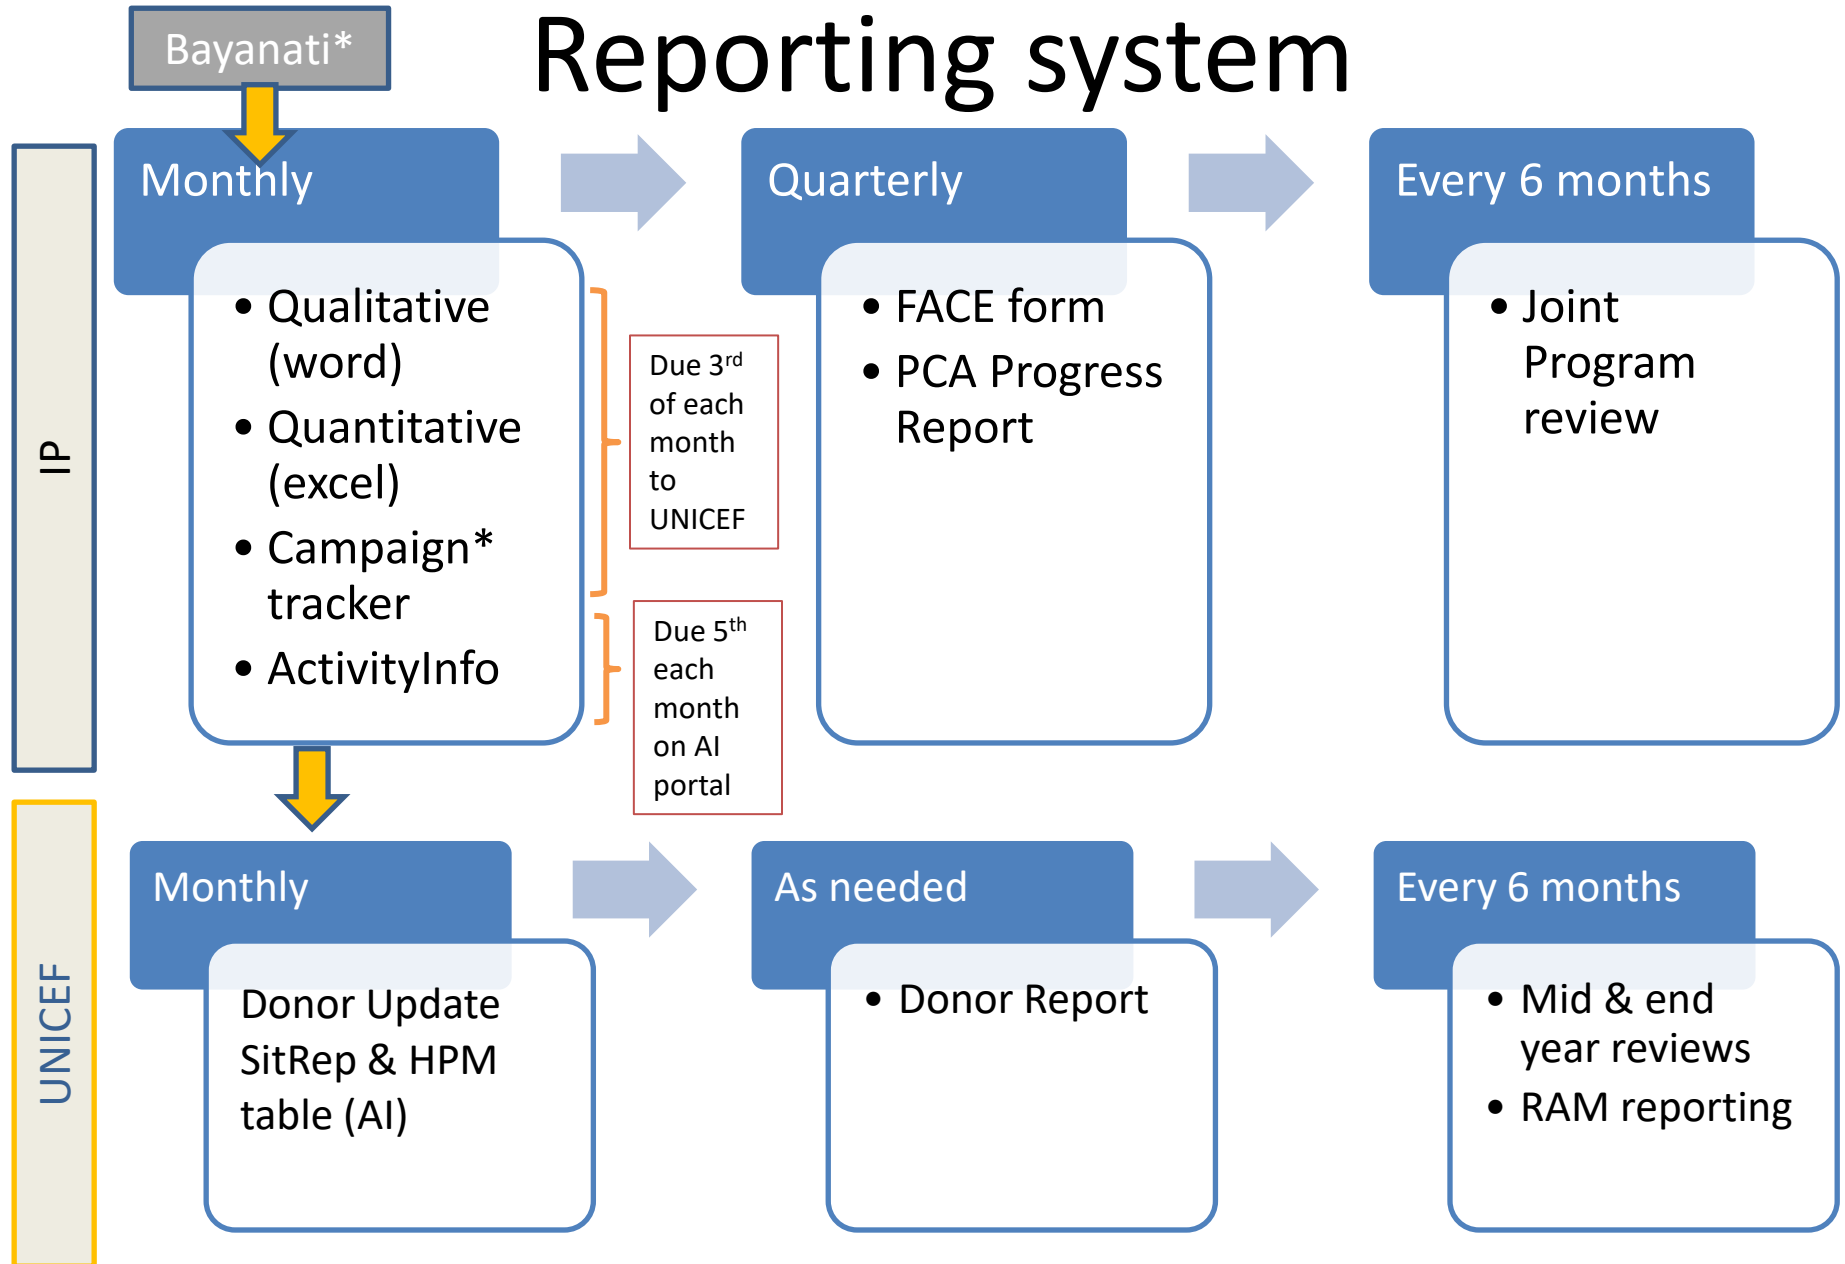 Bayanati*
Reporting system
IP
Monthly
• Qualitative
(word)
• Quantitative
(excel)
• Campaign*
tracker
• ActivityInfo
Due 3rd
of each
month
to
UNICEF
Due 5th
each
month
on AI
portal
Quarterly
• FACE form
• PCA Progress
Report
Every 6 months
• Joint
Program
review
UNICEF
Monthly
Donor Update
SitRep & HPM
table (AI)
As needed
• Donor Report
Every 6 months
• Mid & end
year reviews
• RAM reporting